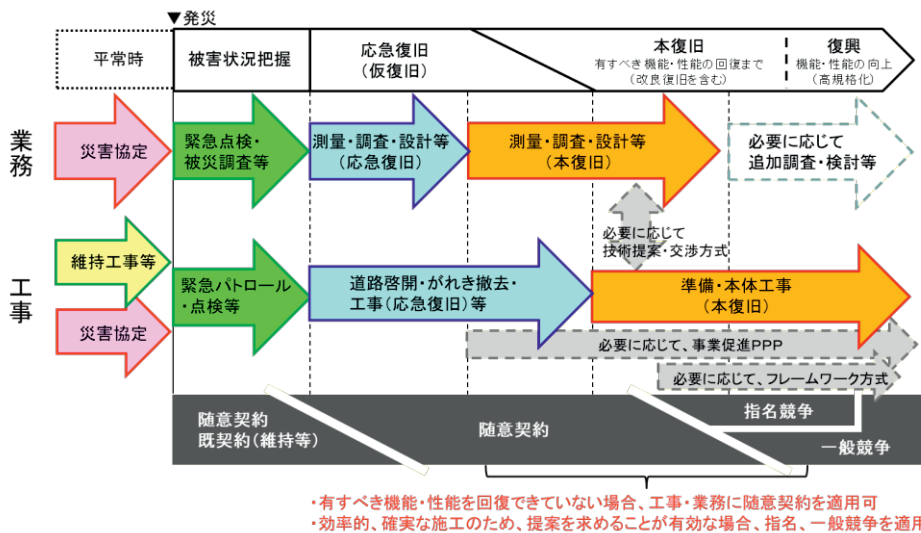 ▼発災
平常時
被害状況把握
応急復旧
(仮復旧)
本復旧
有すべき機能・性能の回復まで
(改良復旧を含む)
復興
機能・性能の向上
(高規格化)
業務
災害協定
緊急点検・
被災調査等
測量・調査・設計等
(応急復旧)
測量・調査・設計等
(本復旧)
必要に応じて
追加調査・検討等
必要に応じて
技術提案・交渉方式
工事
維持工事等
災害協定
緊急パトロール
・点検等
道路啓開・がれき撤去・
工事(応急復旧)等
準備・本体工事
(本復旧)
必要に応じて、事業促進PPP
必要に応じて、フレームワーク方式
随意契約
既契約(維持等)
随意契約
指名競争
一般競争
・有すべき機能・性能を回復できていない場合、工事・業務に随意契約を適用可
・効率的、確実な施工のため、提案を求めることが有効な場合、指名、一般競争を適用